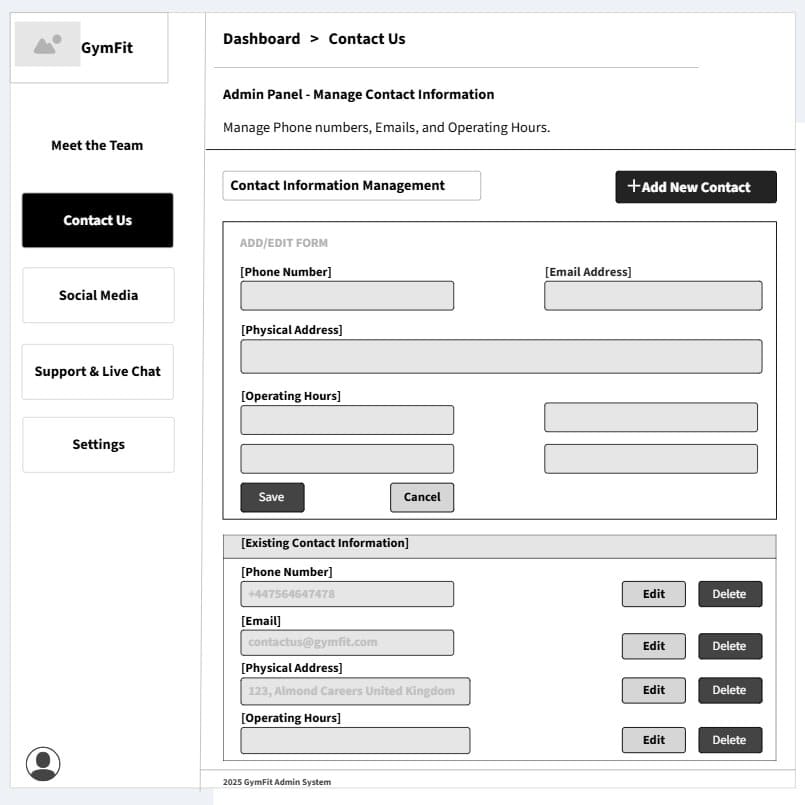 GymFit
Dashboard > Contact Us
Admin Panel - Manage Contact Information
Manage Phone numbers, Emails, and Operating Hours.
Meet the Team
Contact Us
Social Media
Support & Live Chat
Settings
Contact Information Management
+Add New Contact
ADD/EDIT FORM
[Phone Number]
[Email Address]
[Physical Address]
[Operating Hours]
Save
Cancel
[Existing Contact Information]
[Phone Number]
+447564647478
Edit
Delete
[Email]
contactus@gymfit.com
Edit
Delete
[Physical Address]
123, Almond Careers United Kingdom
Edit
Delete
[Operating Hours]
Edit
Delete
2025 GymFit Admin System